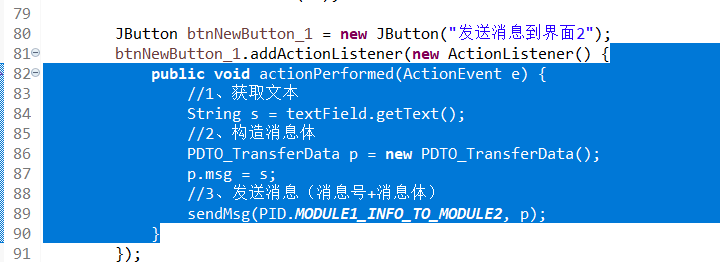 79
80 JButton btnNewButton_1 = new JButton("发送消息到界面2");
81 btnNewButton_1.addActionListener(new ActionListener() {
82 public void actionPerformed(ActionEvent e) {
83 //1、获取文本
84 String s = textField.getText();
85 //2、构造消息体
86 PDTO_TransferData p = new PDTO_TransferData();
87 p.msg = s;
88 //3、发送消息（消息号+消息体）
89 sendMsg(PID.MODULE1_INFO_TO_MODULE2, p);
90 }
91 });